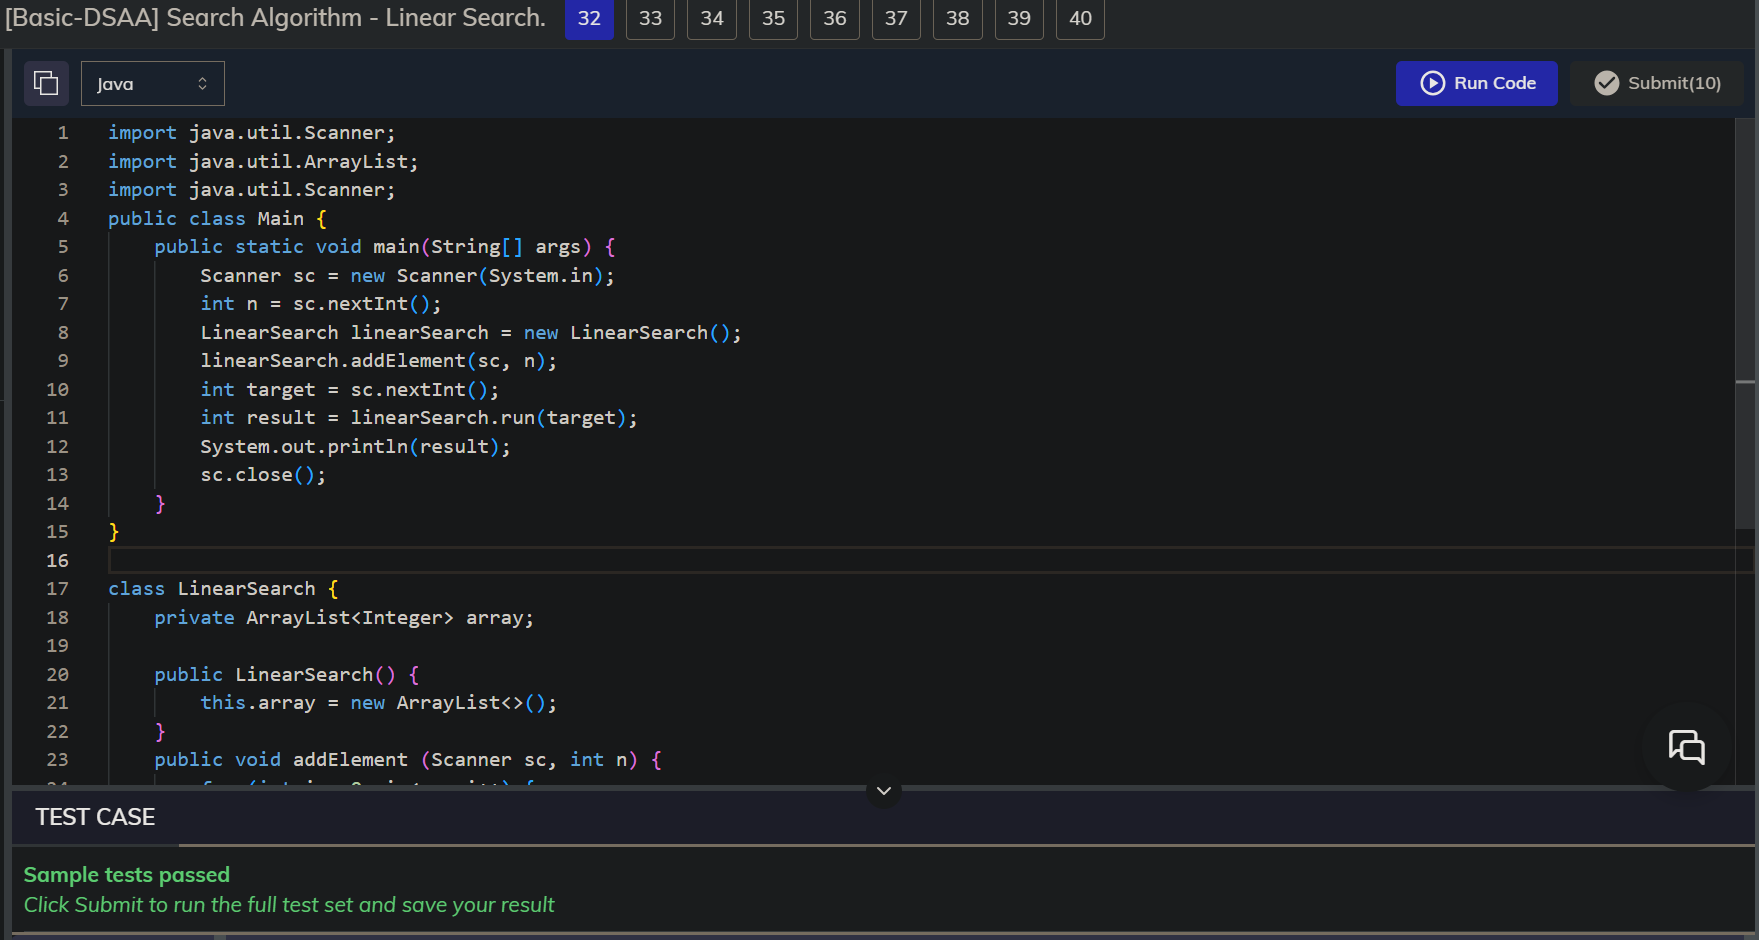 [Basic-DSAA] Search Algorithm - Linear Search. 32 33 34 35 36 37 38 39 40
Java Run Code Submit(10)
1 import java.util.Scanner;
2 import java.util.ArrayList;
3 import java.util.Scanner;
4 public class Main {
5 public static void main(String[] args) {
6 Scanner sc = new Scanner(System.in);
7 int n = sc.nextInt();
8 LinearSearch linearSearch = new LinearSearch();
9 linearSearch.addElement(sc, n);
10 int target = sc.nextInt();
11 int result = linearSearch.run(target);
12 System.out.println(result);
13 sc.close();
14 }
15 }
16
17 class LinearSearch {
18 private ArrayList<Integer> array;
19
20 public LinearSearch() {
21 this.array = new ArrayList<>();
22 }
23 public void addElement (Scanner sc, int n) {
TEST CASE
Sample tests passed
Click Submit to run the full test set and save your result